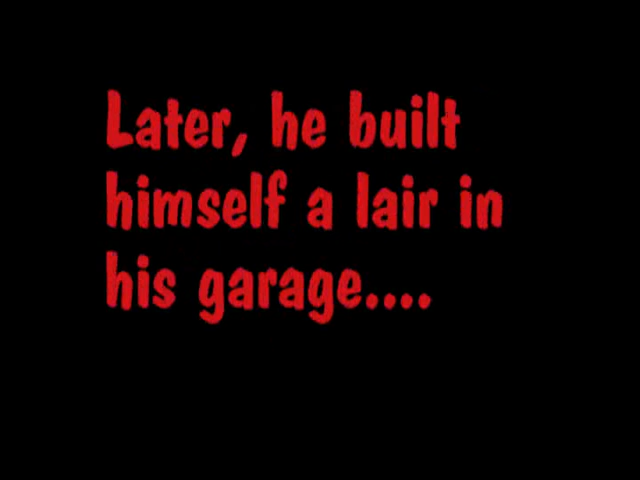 Later, he built
himself a lair in
his garage....